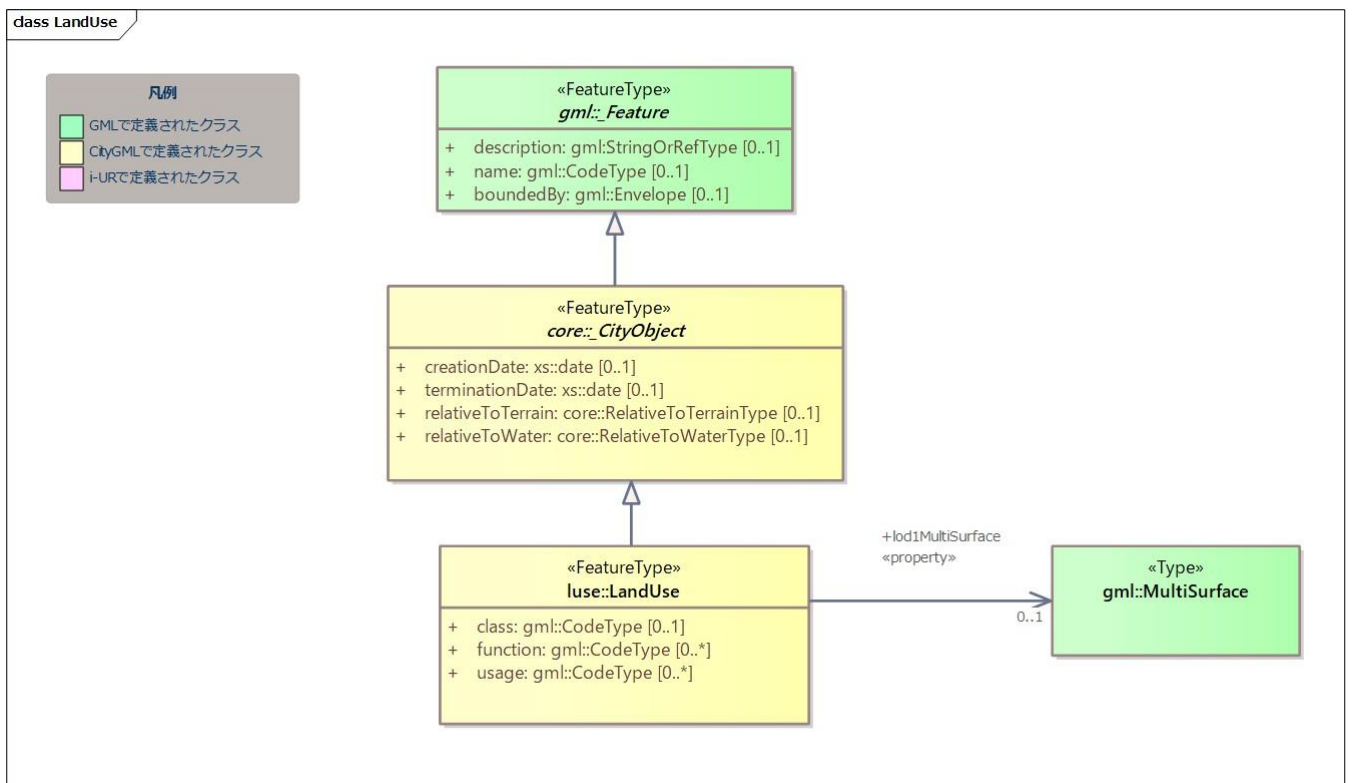 class LandUse
凡例
GMLで定義されたクラス
CityGMLで定義されたクラス
i-URで定義されたクラス
«FeatureType»
gml::_Feature
+ description: gml:StringOrRefType [0..1]
+ name: gml::CodeType [0..1]
+ boundedBy: gml::Envelope [0..1]
«FeatureType»
core::_CityObject
+ creationDate: xs::date [0..1]
+ terminationDate: xs::date [0..1]
+ relativeToTerrain: core::RelativeToTerrainType [0..1]
+ relativeToWater: core::RelativeToWaterType [0..1]
«FeatureType»
luse::LandUse
+ class: gml::CodeType [0..1]
+ function: gml::CodeType [0..*]
+ usage: gml::CodeType [0..*]
+lod1MultiSurface
«property»
0..1
«Type»
gml::MultiSurface